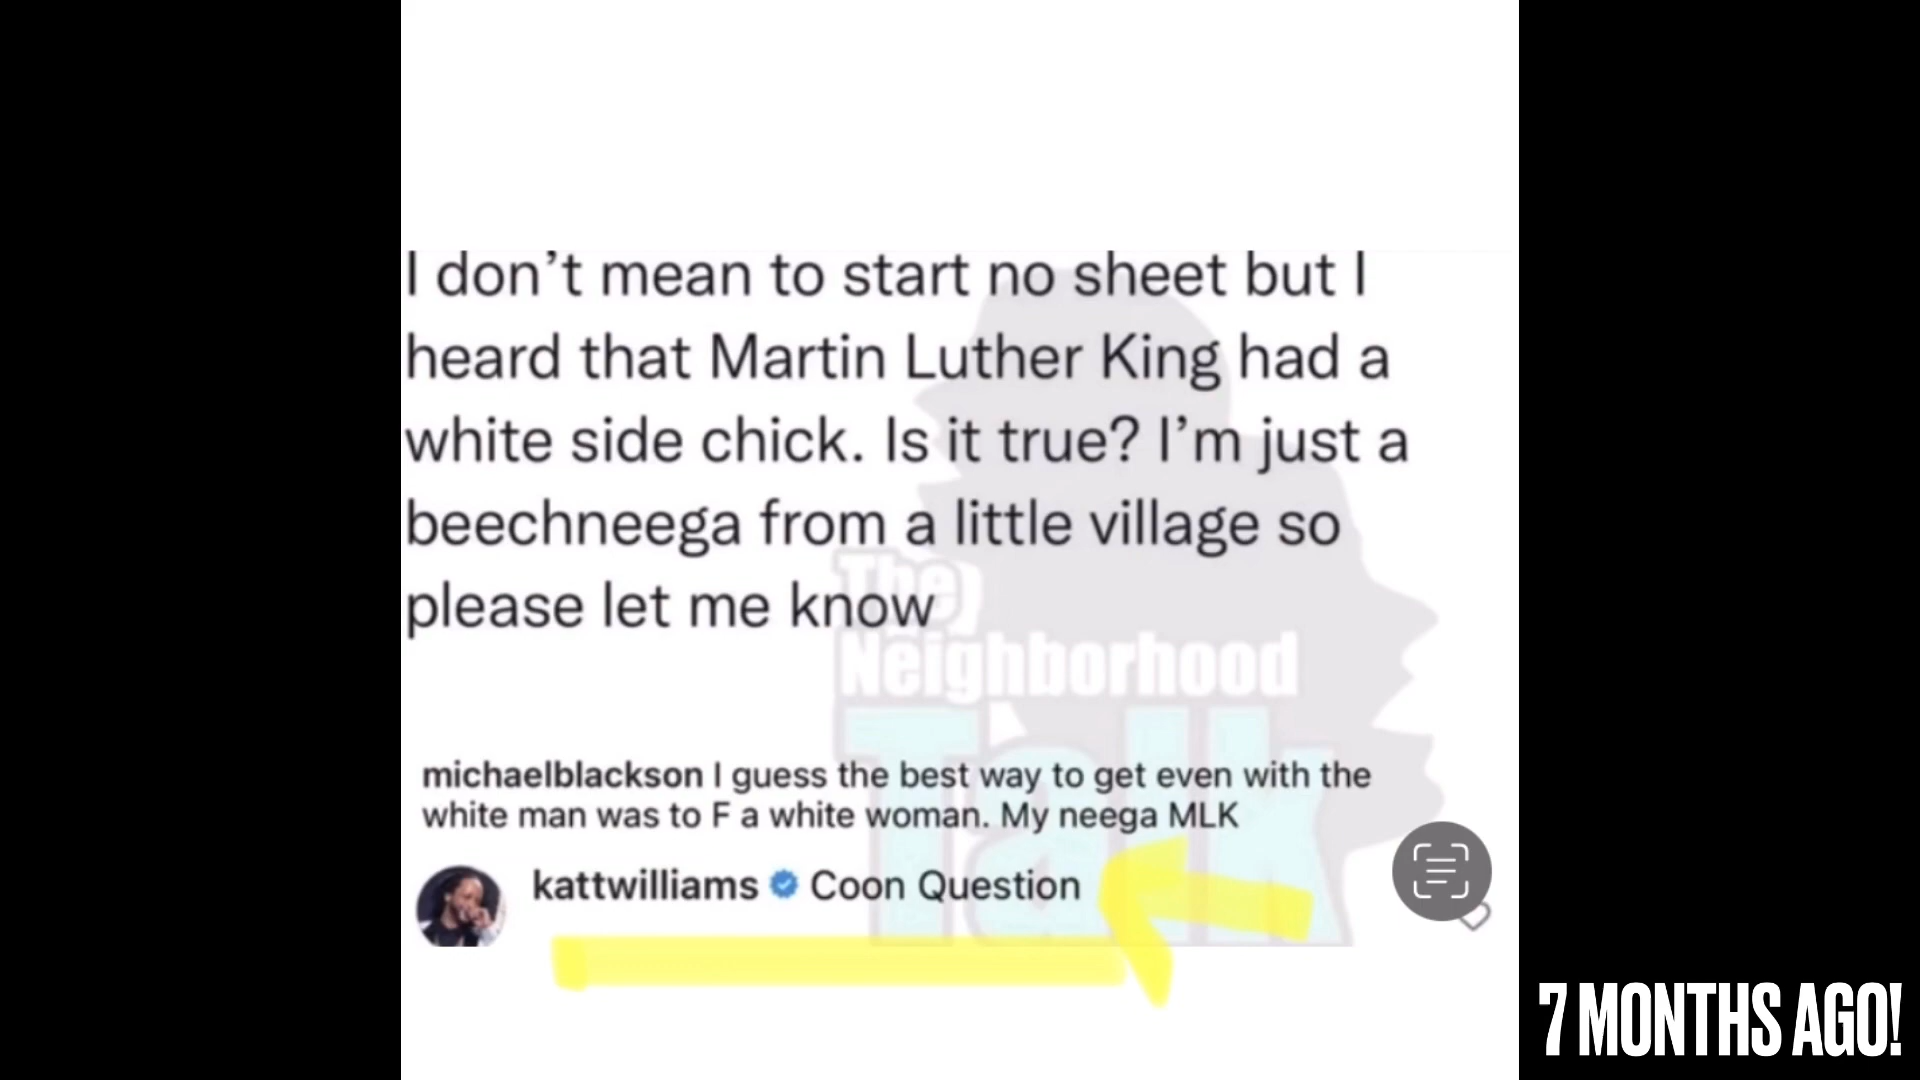 I don't mean to start no sheet but I
heard that Martin Luther King had a
white side chick. Is it true? I'm just a
beechneega from a little village so
please let me know
The
Neighborhood
Talk
michaelblackson I guess the best way to get even with the
white man was to F a white woman. My neega MLK
kattwilliams Coon Question
7 MONTHS AGO!